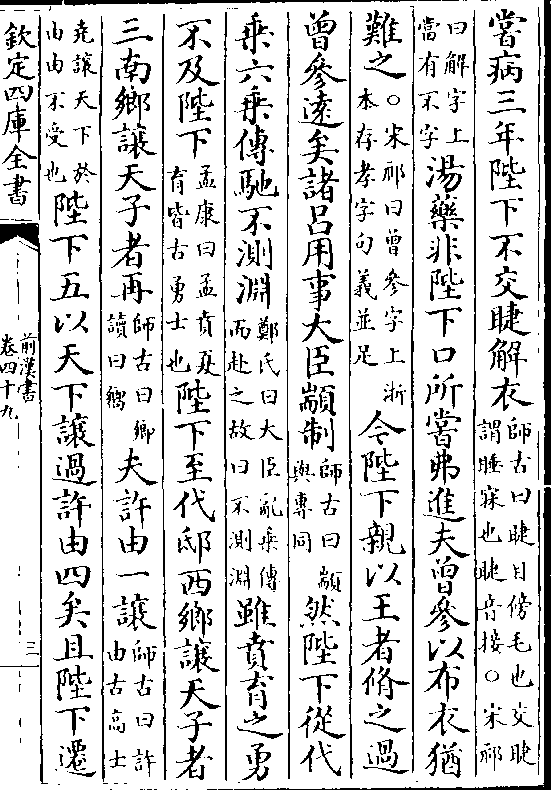 嘗病三年陛下不交睫解衣師古曰睫目傍毛也交睫謂睡寐也睫音接○宋祁
曰解字上當有不字湯藥非陛下口所嘗弗進夫曾參以布衣猶
難之○宋祁曰曾參字上浙本存孝字句義並足今陛下親以王者脩之過
曾參遠矣諸呂用事大臣顓制師古曰顓與專同然陛下從代
乘六乘傳馳不測淵鄭氏曰大臣亂乘傳而赴之故曰不測淵雖賁育之勇
不及陛下孟康曰孟賁夏育皆古勇士也陛下至代邸西鄉讓天子者
三南鄉讓天子者再師古曰鄉讀曰嚮夫許由一讓師古曰許由古高士
堯讓天下於由由不受也陛下五以天下讓過許由四矣且陛下遷
欽定四庫全書
前漢書
卷四十九
三